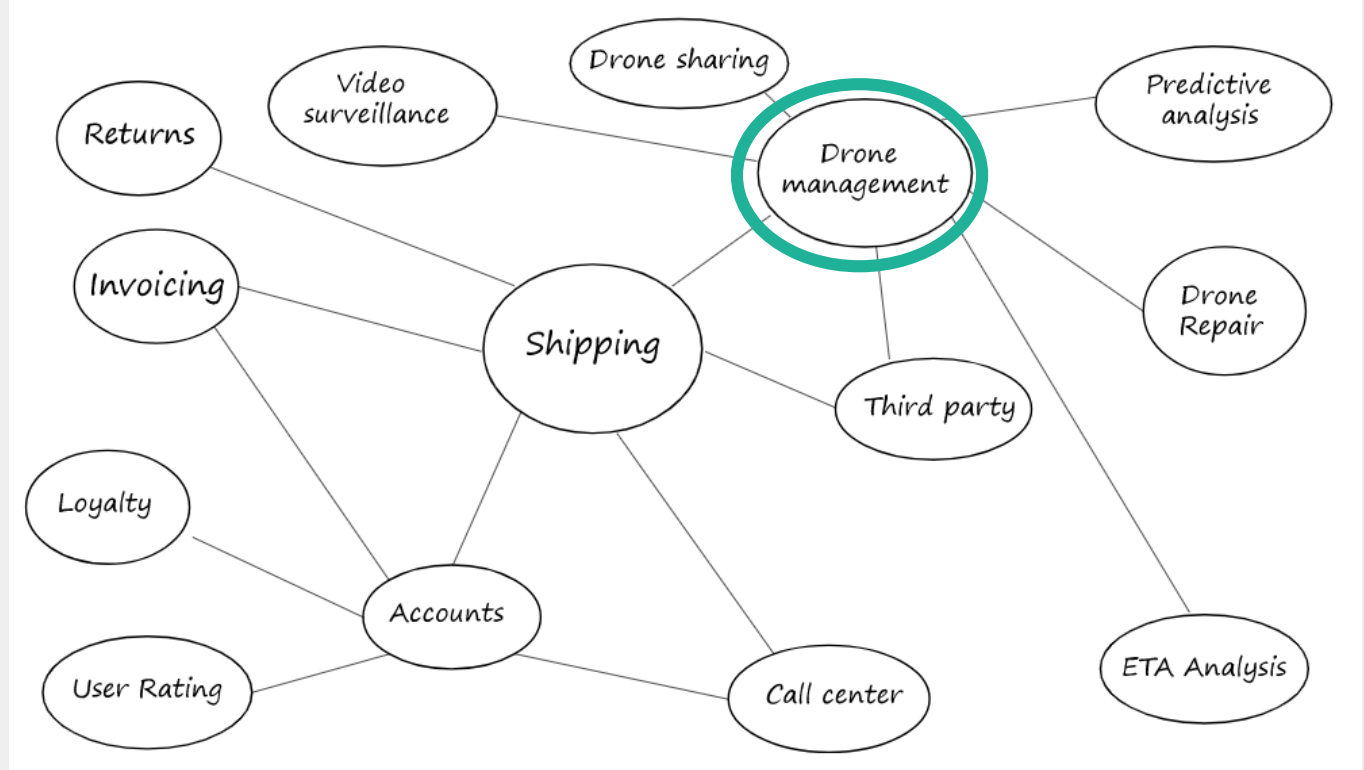 Drone sharing
Video
surveillance
Predictive
analysis
Returns
Drone
management
Invoicing
Drone
Repair
Shipping
Third party
Loyalty
Accounts
User Rating
Call center
ETA Analysis